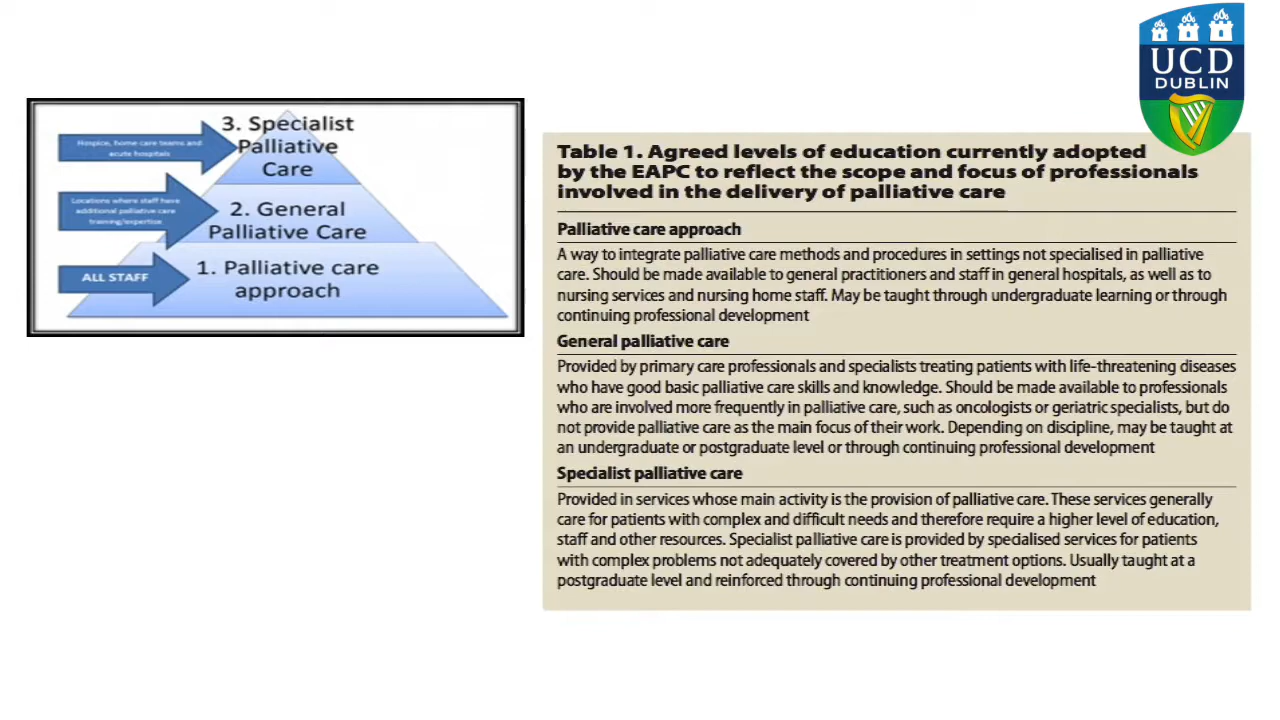 3. Specialist
Palliative
Care
Hospice, home care teams and
acute hospitals
2. General
Palliative Care
Locations where staff have
additional palliative care
training/expertice
1. Palliative care
approach
ALL STAFF
UCD
DUBLIN
Table 1. Agreed levels of education currently adopted
by the EAPC to reflect the scope and focus of professionals
involved in the delivery of palliative care
Palliative care approach
A way to integrate palliative care methods and procedures in settings not specialised in palliative
care. Should be made available to general practitioners and staff in general hospitals, as well as to
nursing services and nursing home staff. May be taught through undergraduate learning or through
continuing professional development
General palliative care
Provided by primary care professionals and specialists treating patients with life-threatening diseases
who have good basic palliative care skills and knowledge. Should be made available to professionals
who are involved more frequently in palliative care, such as oncologists or geriatric specialists, but do
not provide palliative care as the main focus of their work. Depending on discipline, may be taught at
an undergraduate or postgraduate level or through continuing professional development
Specialist palliative care
Provided in services whose main activity is the provision of palliative care. These services generally
care for patients with complex and difficult needs and therefore require a higher level of education,
staff and other resources. Specialist palliative care is provided by specialised services for patients
with complex problems not adequately covered by other treatment options. Usually taught at a
postgraduate level and reinforced through continuing professional development